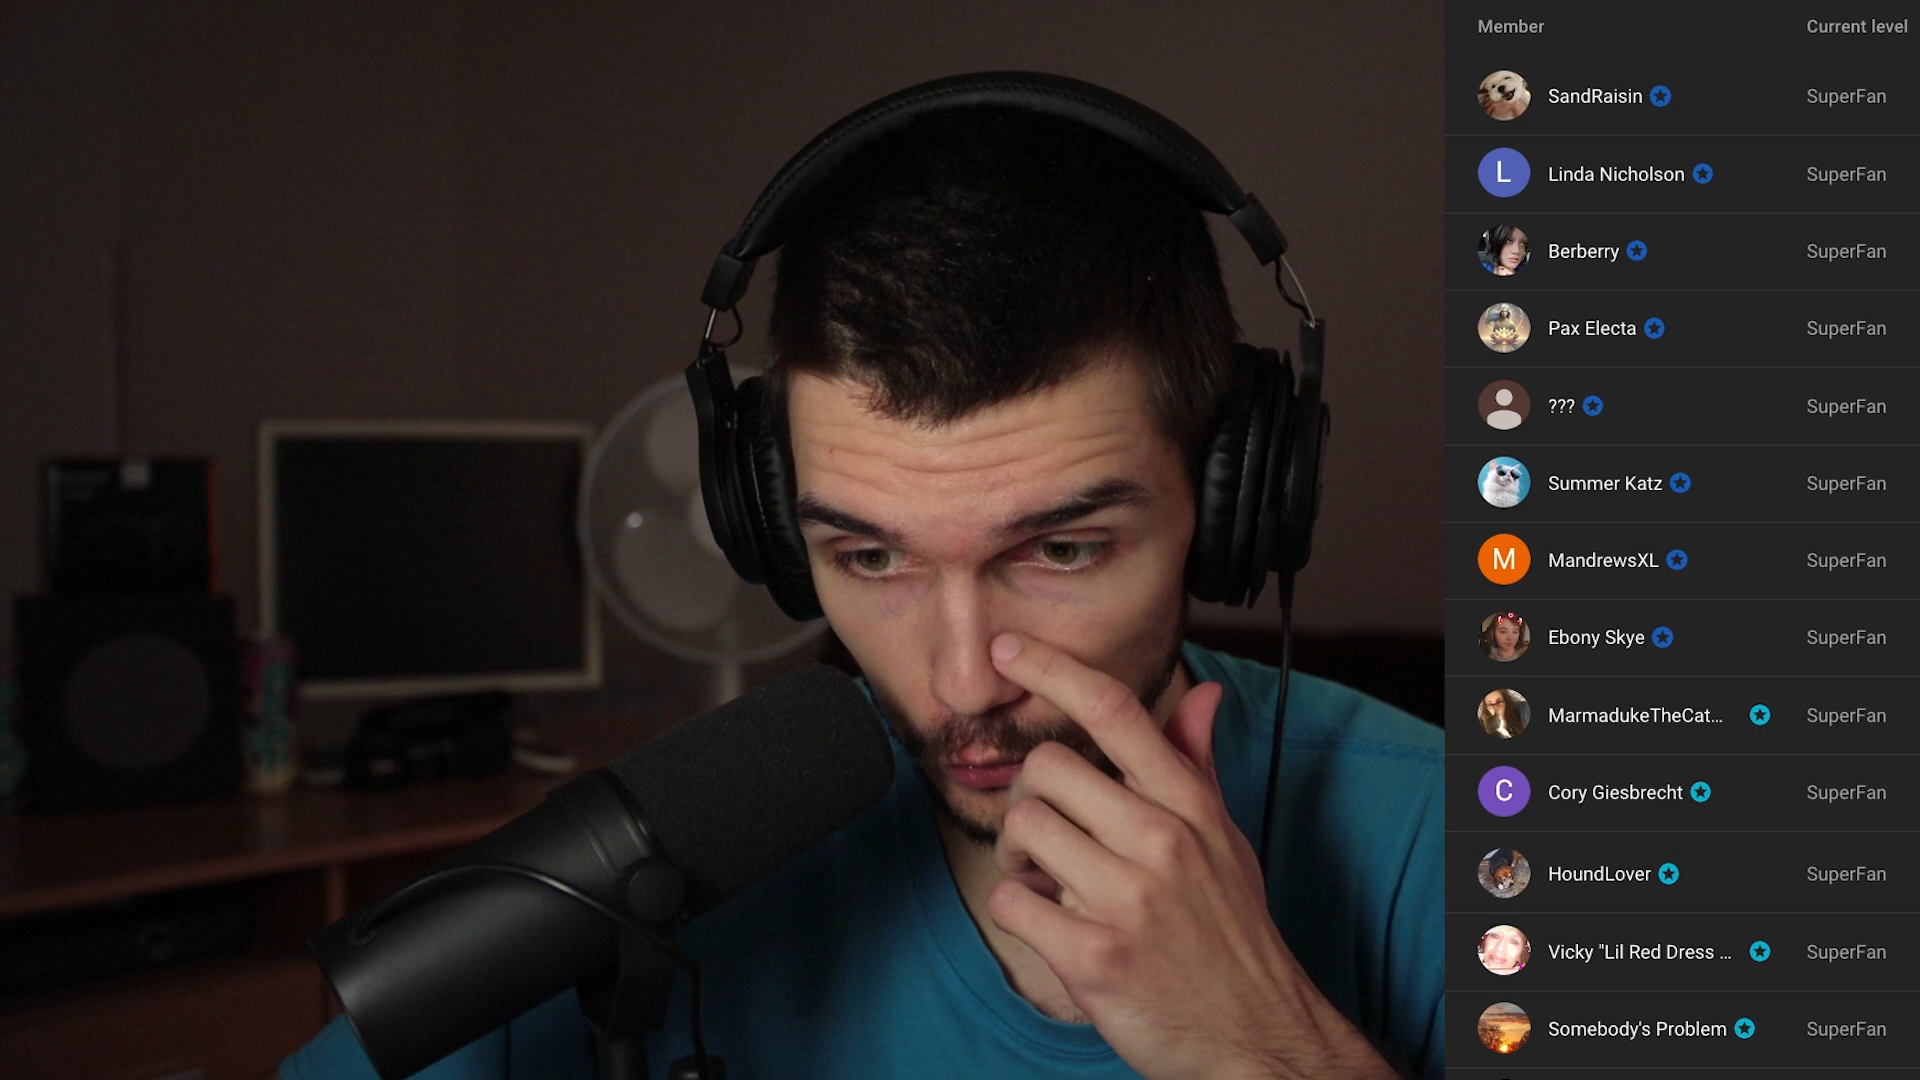 Member Current level
SandRaisin SuperFan
L Linda Nicholson SuperFan
Berberry SuperFan
Pax Electa SuperFan
??? SuperFan
Summer Katz SuperFan
M MandrewsXL SuperFan
Ebony Skye SuperFan
MarmadukeTheCat... SuperFan
C Cory Giesbrecht SuperFan
HoundLover SuperFan
Vicky "Lil Red Dress ... SuperFan
Somebody's Problem SuperFan